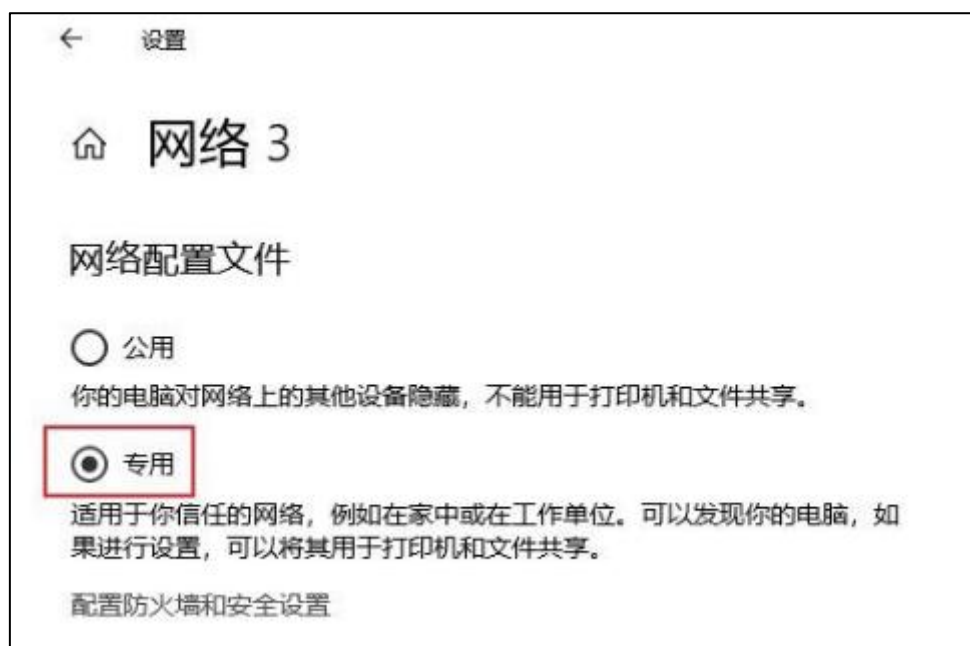 设置
网络 3
网络配置文件
公用
你的电脑对网络上的其他设备隐藏，不能用于打印机和文件共享。
专用
适用于你信任的网络，例如在家中或在工作单位。可以发现你的电脑，如
果进行设置，可以将其用于打印机和文件共享。
配置防火墙和安全设置